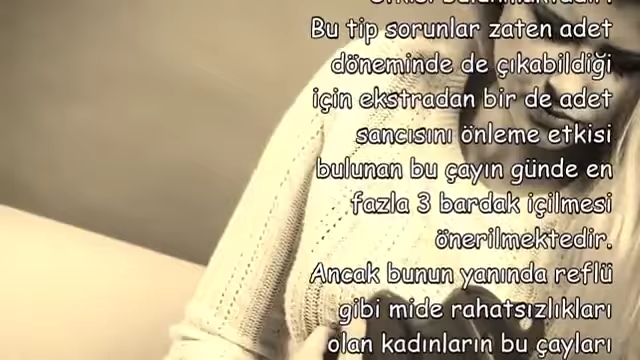 Bu tip sorunlar zaten adet
döneminde de çıkabildiği
için ekstradan bir de adet
sancısını önleme etkisi
bulunan bu çayın günde en
fazla 3 bardak içilmesi
önerilmektedir.
Ancak bunun yanında reflü
gibi mide rahatsızlıkları
olan kadınların bu çayları